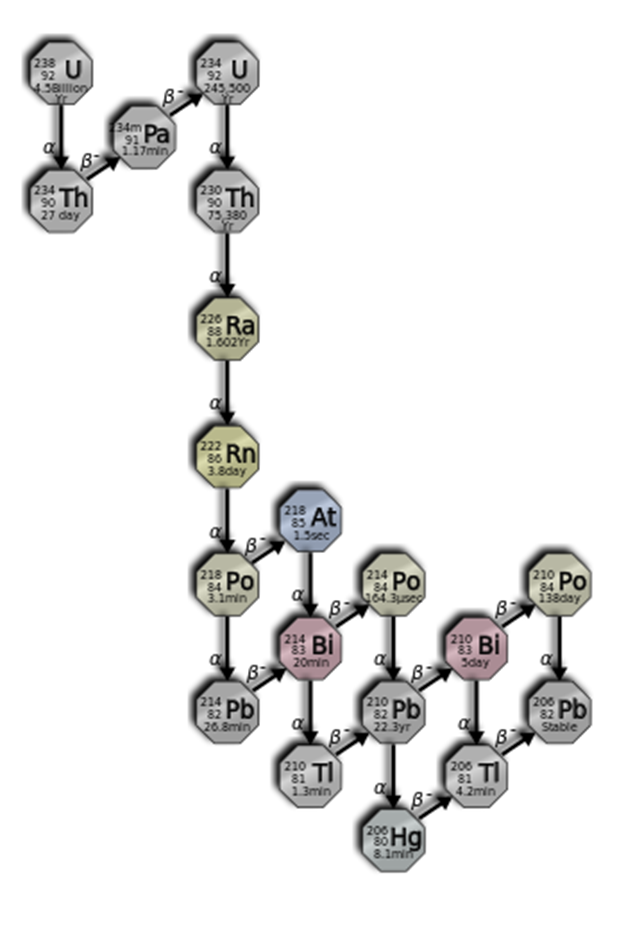 238
92 U
4.5Billion
Yr
234
92 U
245,500
Yr
β-
234m
91 Pa
1.17min
α
β-
α
234
90 Th
27 day
230
90 Th
75,380
Yr
α
226
88 Ra
1.602Yr
α
222
86 Rn
3.8day
218
85 At
1.5sec
α
β-
218
84 Po
3.1min
214
84 Po
164.3μsec
210
84 Po
138day
α
β-
β-
214
83 Bi
20min
210
83 Bi
5day
α
β-
α
β-
α
214
82 Pb
26.8min
210
82 Pb
22.3yr
206
82 Pb
Stable
α
β-
α
β-
210
81 Tl
1.3min
206
81 Tl
4.2min
α
β-
206
80 Hg
8.1min